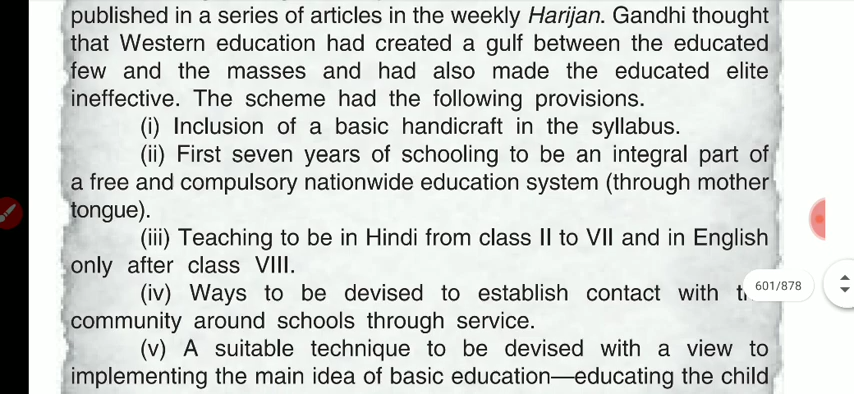 published in a series of articles in the weekly Harijan. Gandhi thought
that Western education had created a gulf between the educated
few and the masses and had also made the educated elite
ineffective. The scheme had the following provisions.
(i) Inclusion of a basic handicraft in the syllabus.
(ii) First seven years of schooling to be an integral part of
a free and compulsory nationwide education system (through mother
tongue).
(iii) Teaching to be in Hindi from class II to VII and in English
only after class VIII.
(iv) Ways to be devised to establish contact with
601/878
community around schools through service.
(v) A suitable technique to be devised with a view to
implementing the main idea of basic education—educating the child